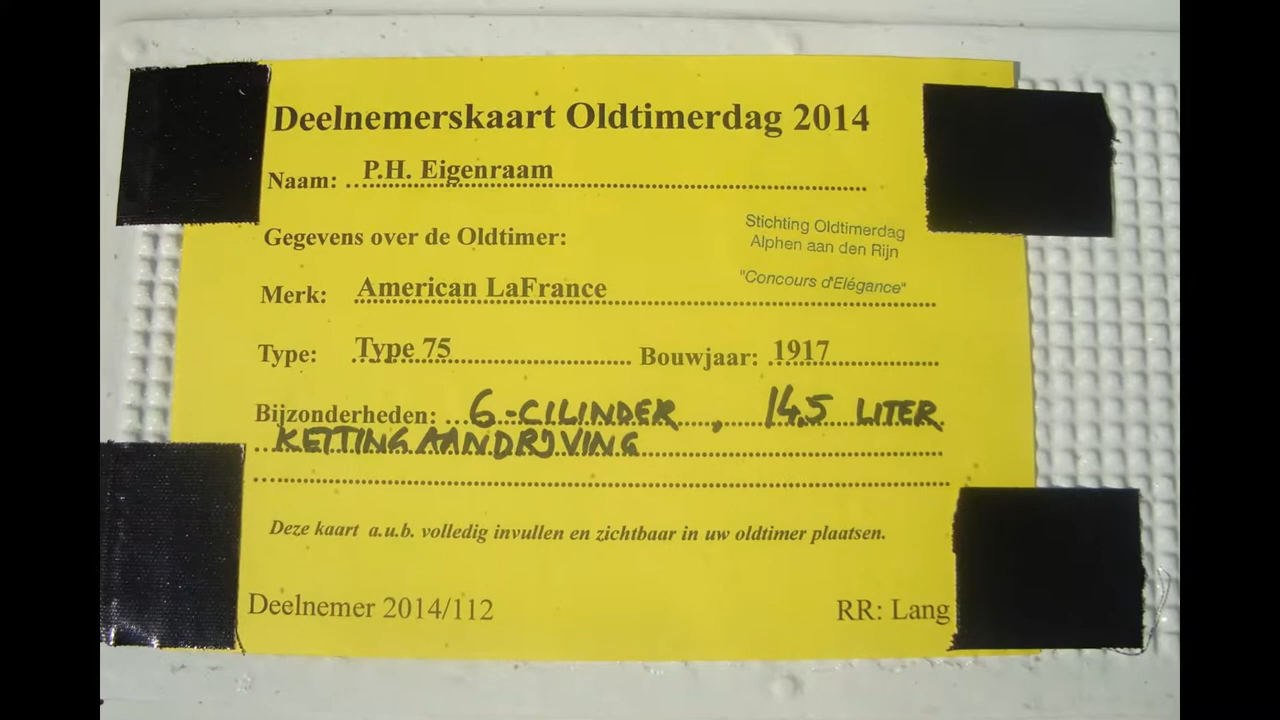 Deelnemerskaart Oldtimerdag 2014
Naam: P.H. Eigenraam
Gegevens over de Oldtimer:
Stichting Oldtimerdag
Alphen aan den Rijn
"Concours d'Elégance"
Merk: American LaFrance
Type: Type 75 Bouwjaar: 1917
Bijzonderheden: 6-CILINDER, 14.5 LITER
KETTINGAANDRIJVING
Deze kaart a.u.b. volledig invullen en zichtbaar in uw oldtimer plaatsen.
Deelnemer 2014/112 RR: Lang